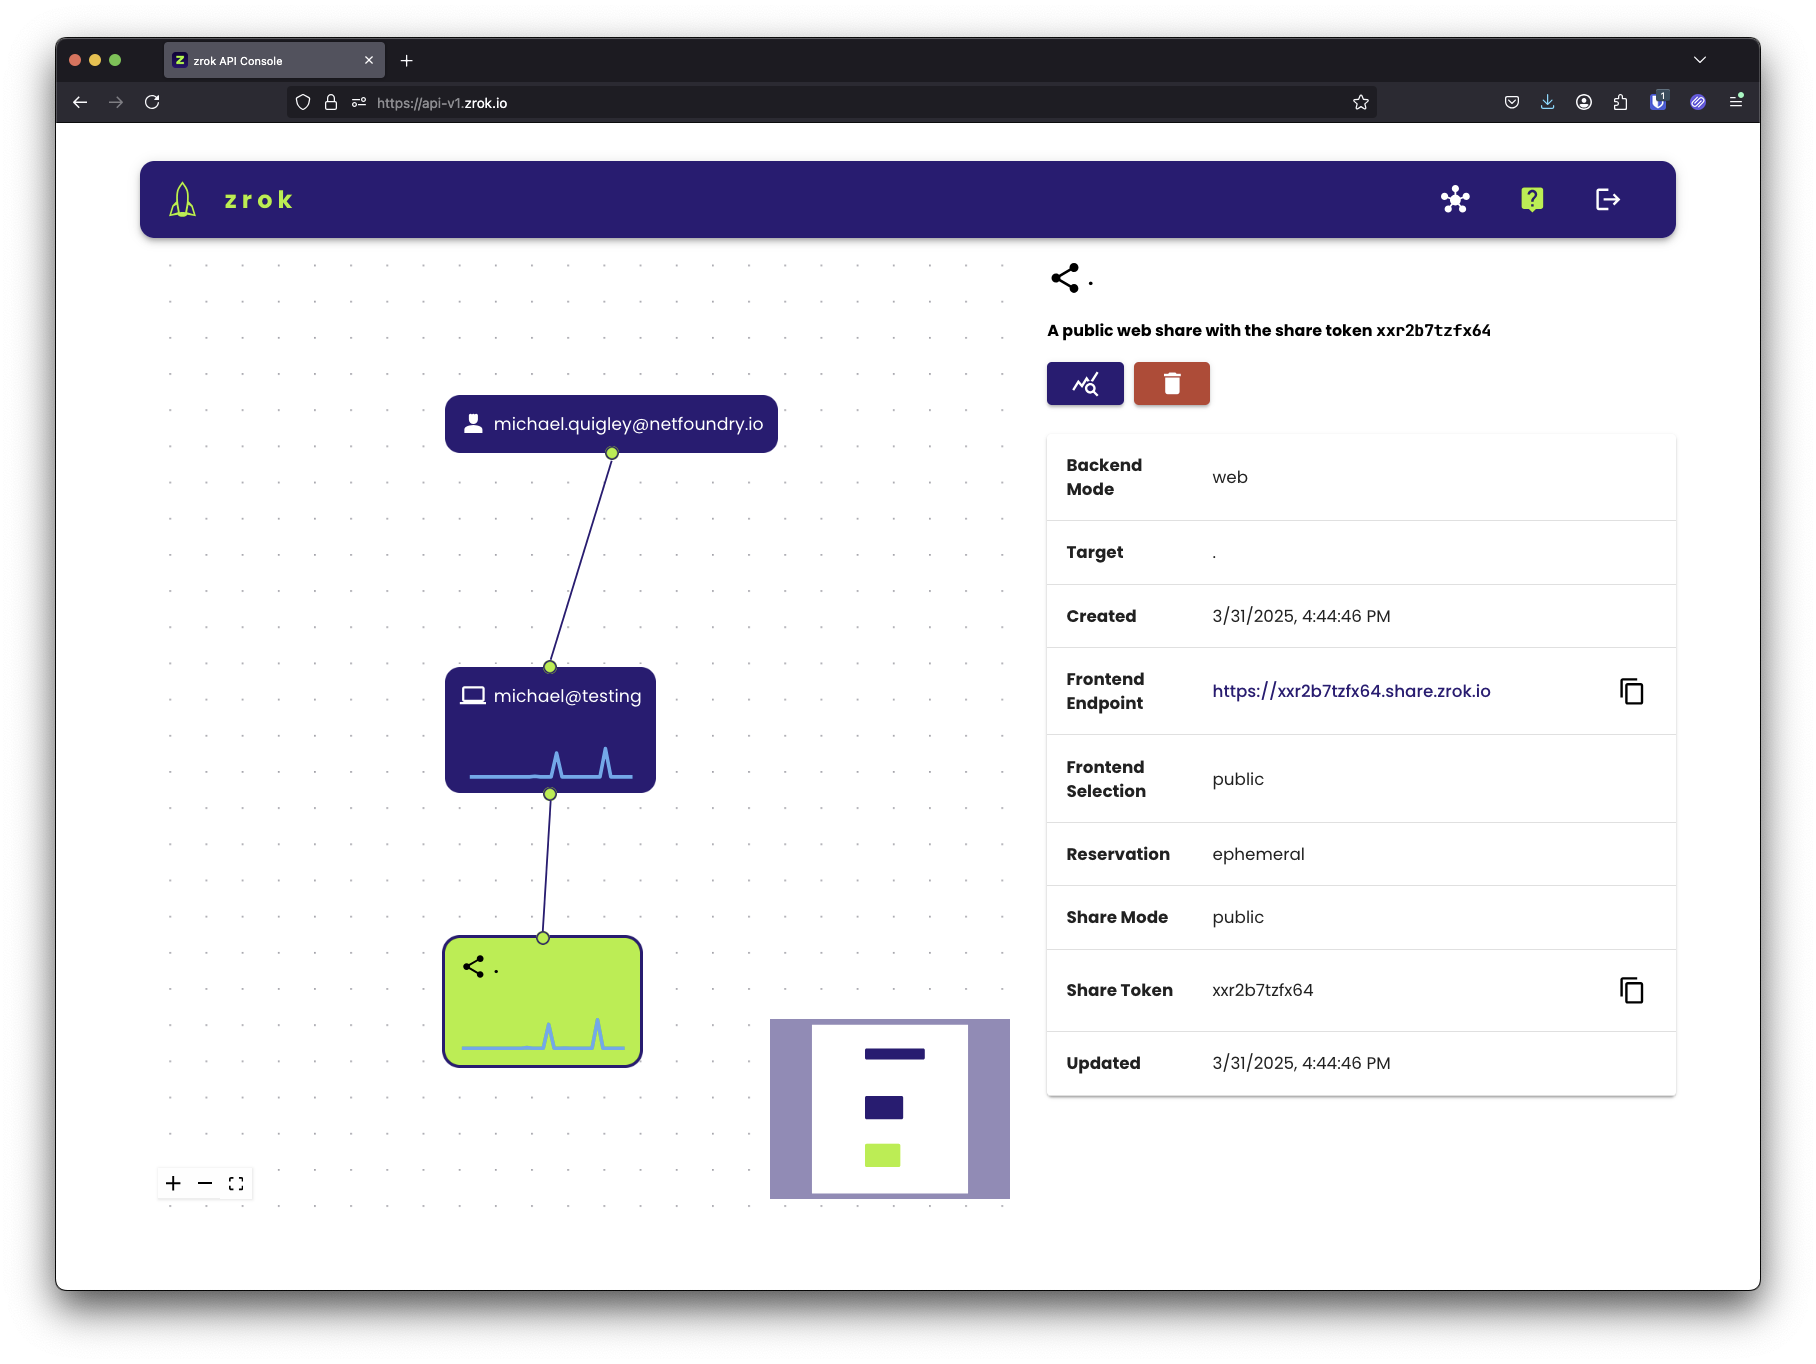 zrok API Console
https://api-v1.zrok.io
1
zrok
michael.quigley@netfoundry.io
michael@testing
.
.
A public web share with the share token xxr2b7tzfx64
Backend Mode
web
Target
.
Created
3/31/2025, 4:44:46 PM
Frontend Endpoint
https://xxr2b7tzfx64.share.zrok.io
Frontend Selection
public
Reservation
ephemeral
Share Mode
public
Share Token
xxr2b7tzfx64
Updated
3/31/2025, 4:44:46 PM